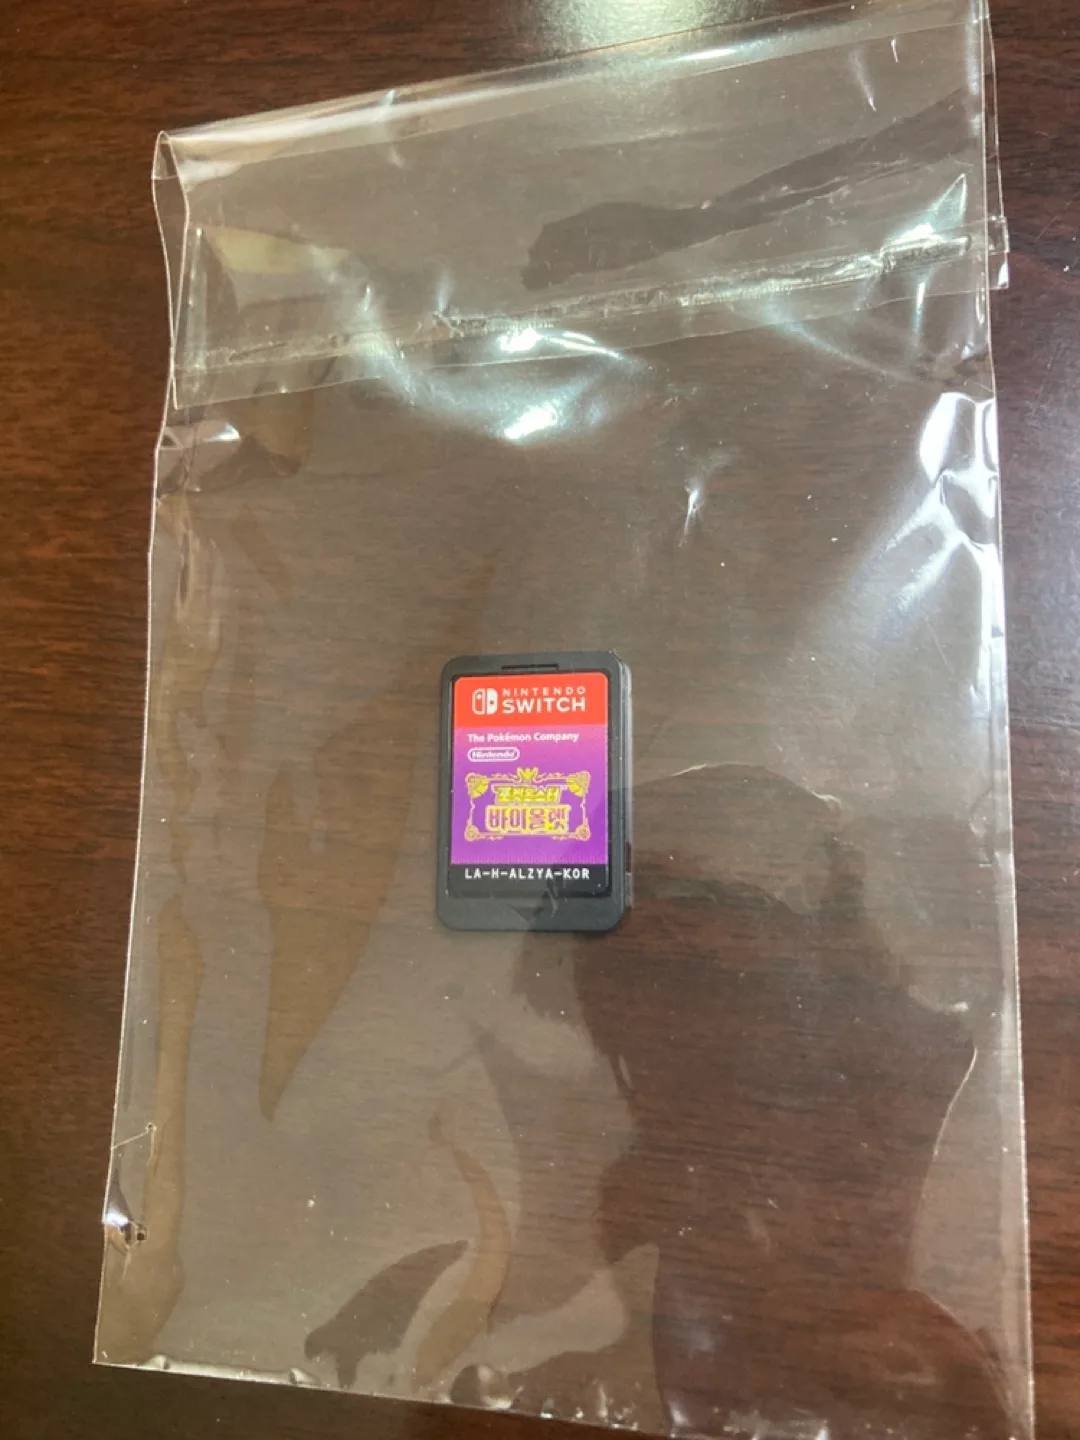 NINTENDO
SWITCH
The Pokémon Company
Nintendo
포켓몬스터
바이올렛
LA-H-ALZYA-KOR